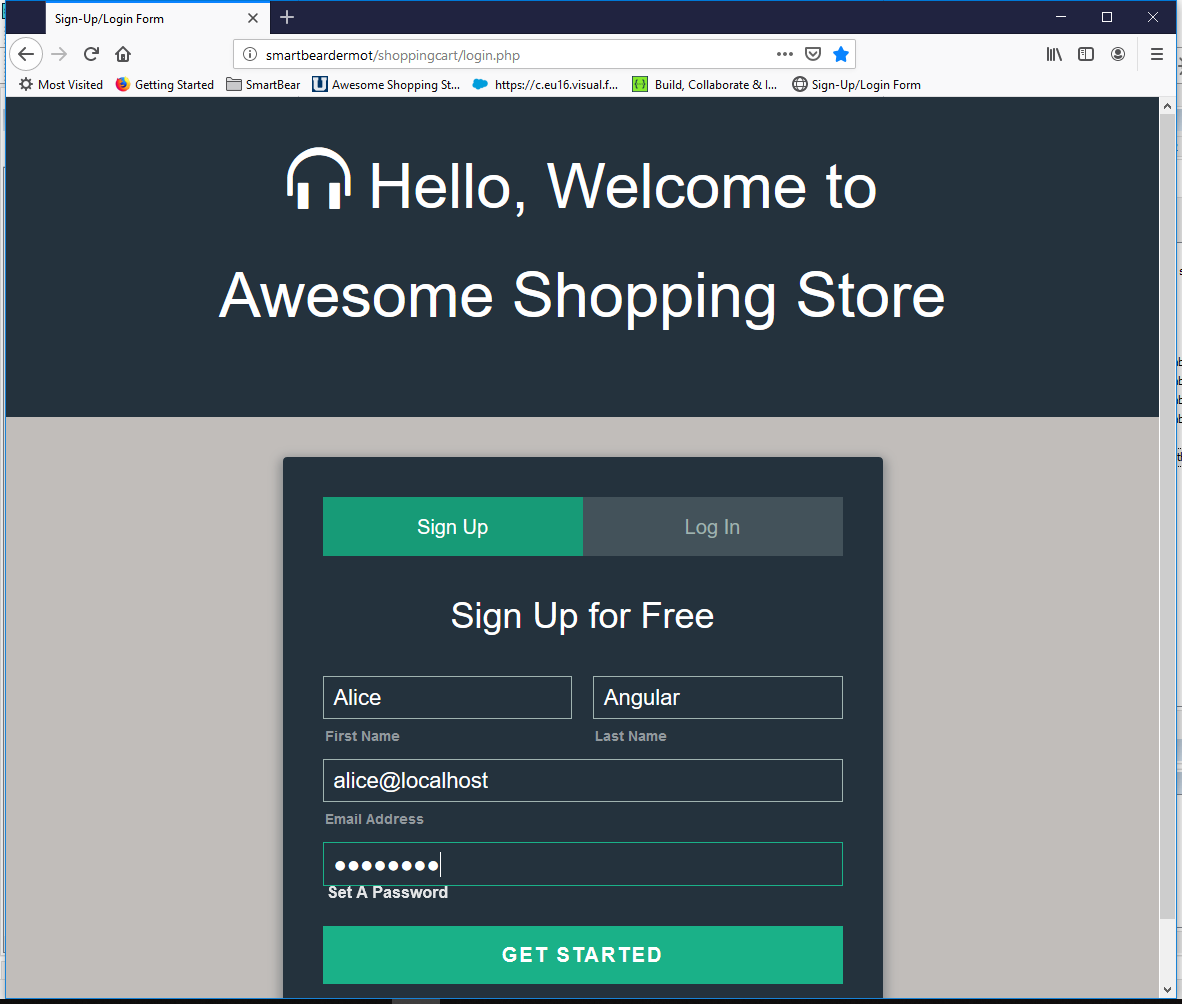 Sign-Up/Login Form
smartbeardermot/shoppingcart/login.php
Most Visited Getting Started SmartBear Awesome Shopping St... https://c.eu16.visual.f... Build, Collaborate & I... Sign-Up/Login Form
Hello, Welcome to
Awesome Shopping Store
Sign Up Log In
Sign Up for Free
Alice Angular
First Name Last Name
alice@localhost
Email Address
●●●●●●●●
Set A Password
GET STARTED